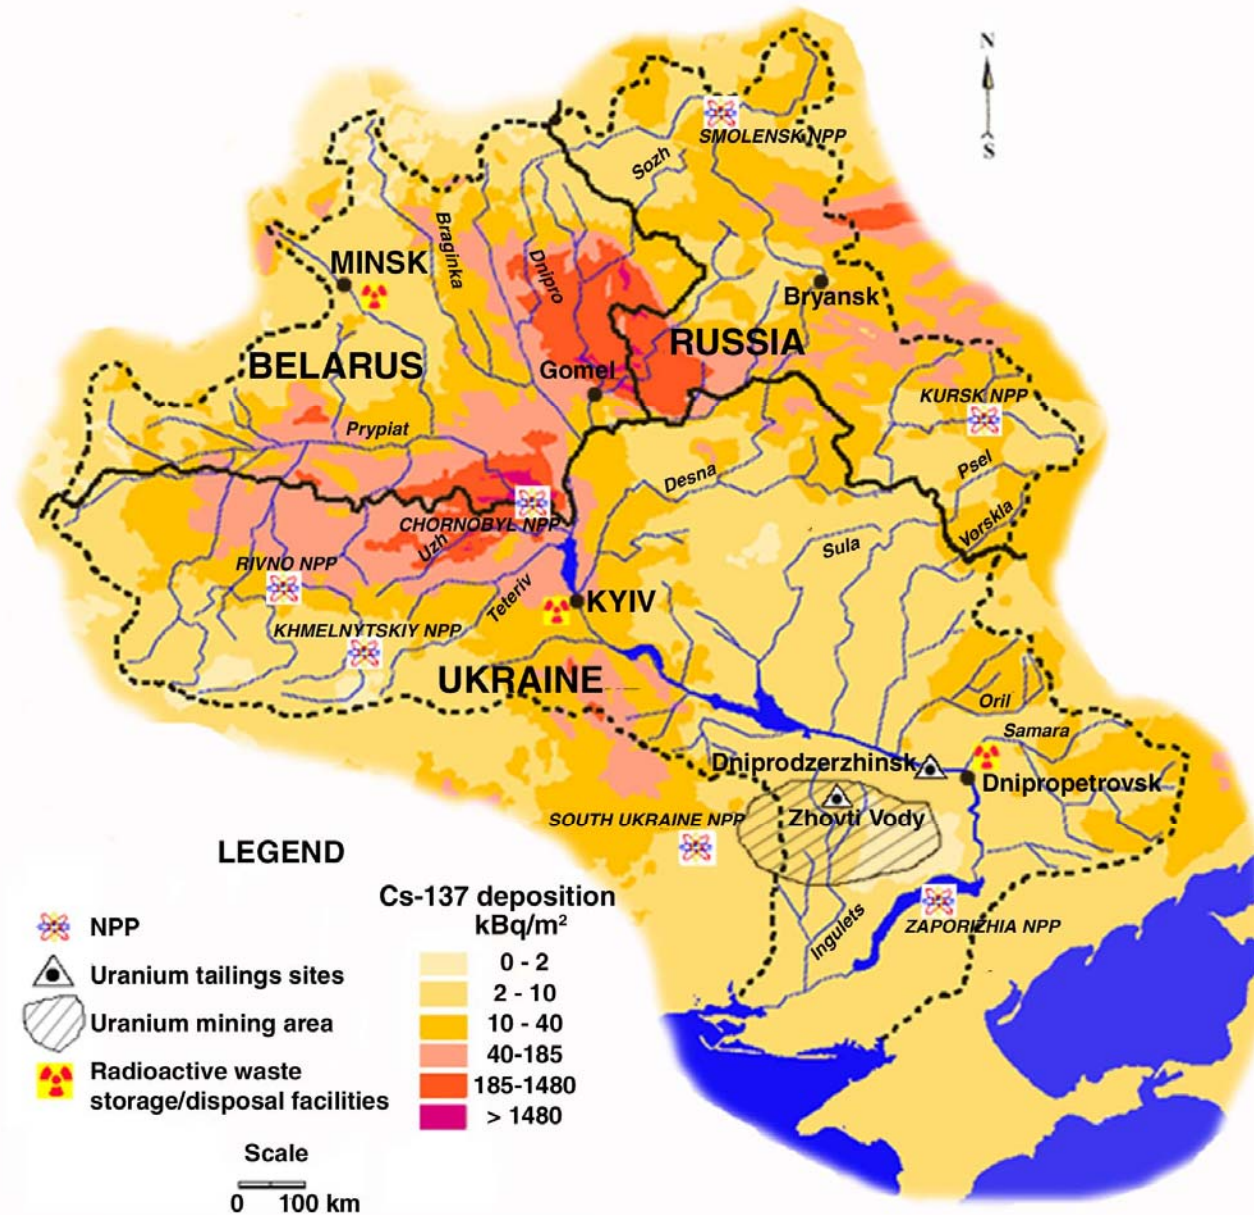 N
S
SMOLENSK NPP
Sozh
Braginka
MINSK
Dnipro
Bryansk
RUSSIA
BELARUS
Gomel
KURSK NPP
Prypiat
Psel
Desna
Vorskla
CHORNOBYL NPP
Uzh
Sula
RIVNO NPP
Teteriv
KYIV
KHMELNYTSKIY NPP
UKRAINE
Oril
Samara
Dniprodzerzhinsk
Dnipropetrovsk
SOUTH UKRAINE NPP
Zhovti Vody
Ingulets
ZAPORIZHIA NPP
LEGEND
NPP
Uranium tailings sites
Uranium mining area
Radioactive waste
storage/disposal facilities
Scale
0 100 km
Cs-137 deposition
kBq/m²
0 - 2
2 - 10
10 - 40
40-185
185-1480
> 1480